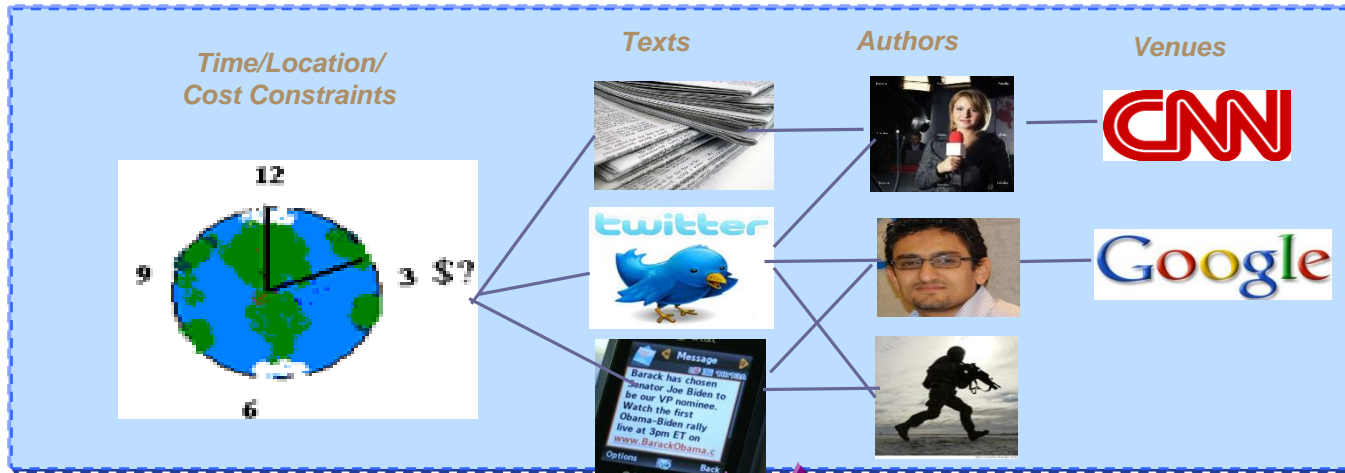 Time/Location/
Cost Constraints
Texts
Authors
Venues
12
9
3
$?
6
twitter
Message
Barack has chosen
Senator Joe Biden to
be our VP nominee.
Watch the first
Obama-Biden rally
live at 3pm ET on
www.BarackObama.c
Options
Back
CNN
Google